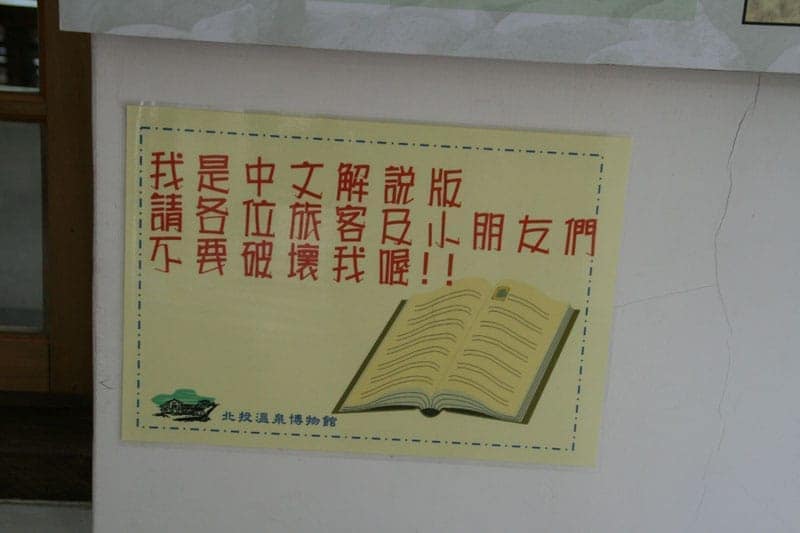 我是中文解說版
請各位旅客及小朋友們
不要破壞我喔!!
北投溫泉博物館